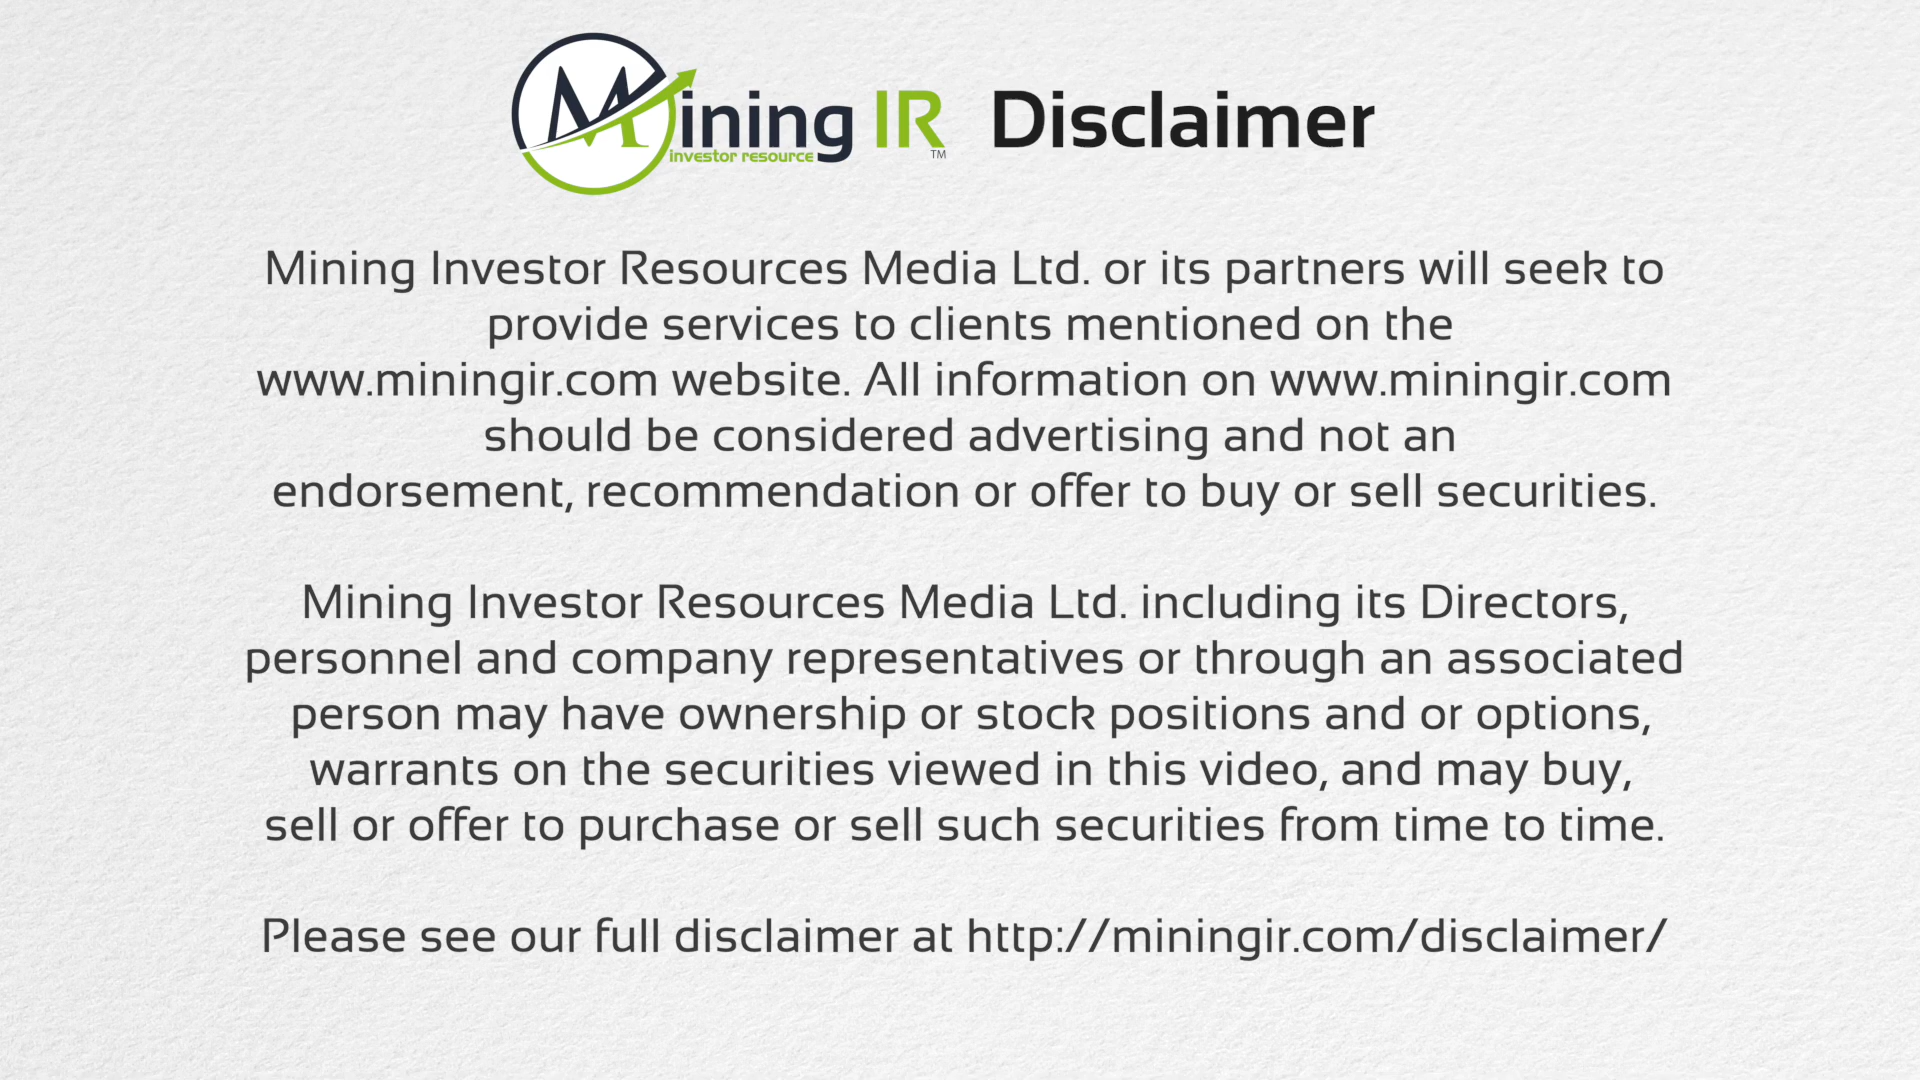 Mining IR Disclaimer
investor resource TM
Mining Investor Resources Media Ltd. or its partners will seek to
provide services to clients mentioned on the
www.miningir.com website. All information on www.miningir.com
should be considered advertising and not an
endorsement, recommendation or offer to buy or sell securities.
Mining Investor Resources Media Ltd. including its Directors,
personnel and company representatives or through an associated
person may have ownership or stock positions and or options,
warrants on the securities viewed in this video, and may buy,
sell or offer to purchase or sell such securities from time to time.
Please see our full disclaimer at http://miningir.com/disclaimer/